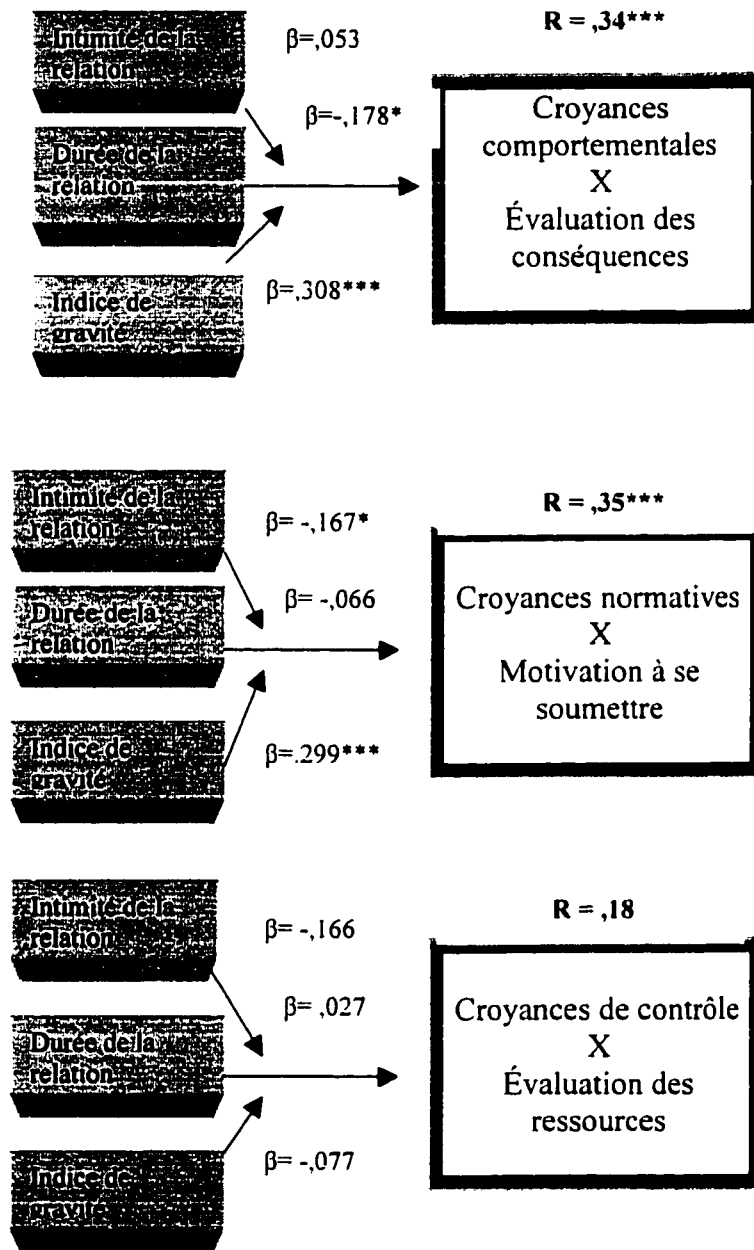 Intimité de la
relation
β=,053
R = ,34***
β=-,178*
Durée de la
relation
β=,308***
Indice de
gravité
Croyances
comportementales
X
Évaluation des
conséquences
Intimité de la
relation
β= -,167*
R = ,35***
β= -,066
Durée de la
relation
β=.299***
Indice de
gravité
Croyances normatives
X
Motivation à se
soumettre
Intimité de la
relation
β= -,166
R = ,18
β= ,027
Durée de la
relation
β= -,077
Indice de
gravité
Croyances de contrôle
X
Évaluation des
ressources